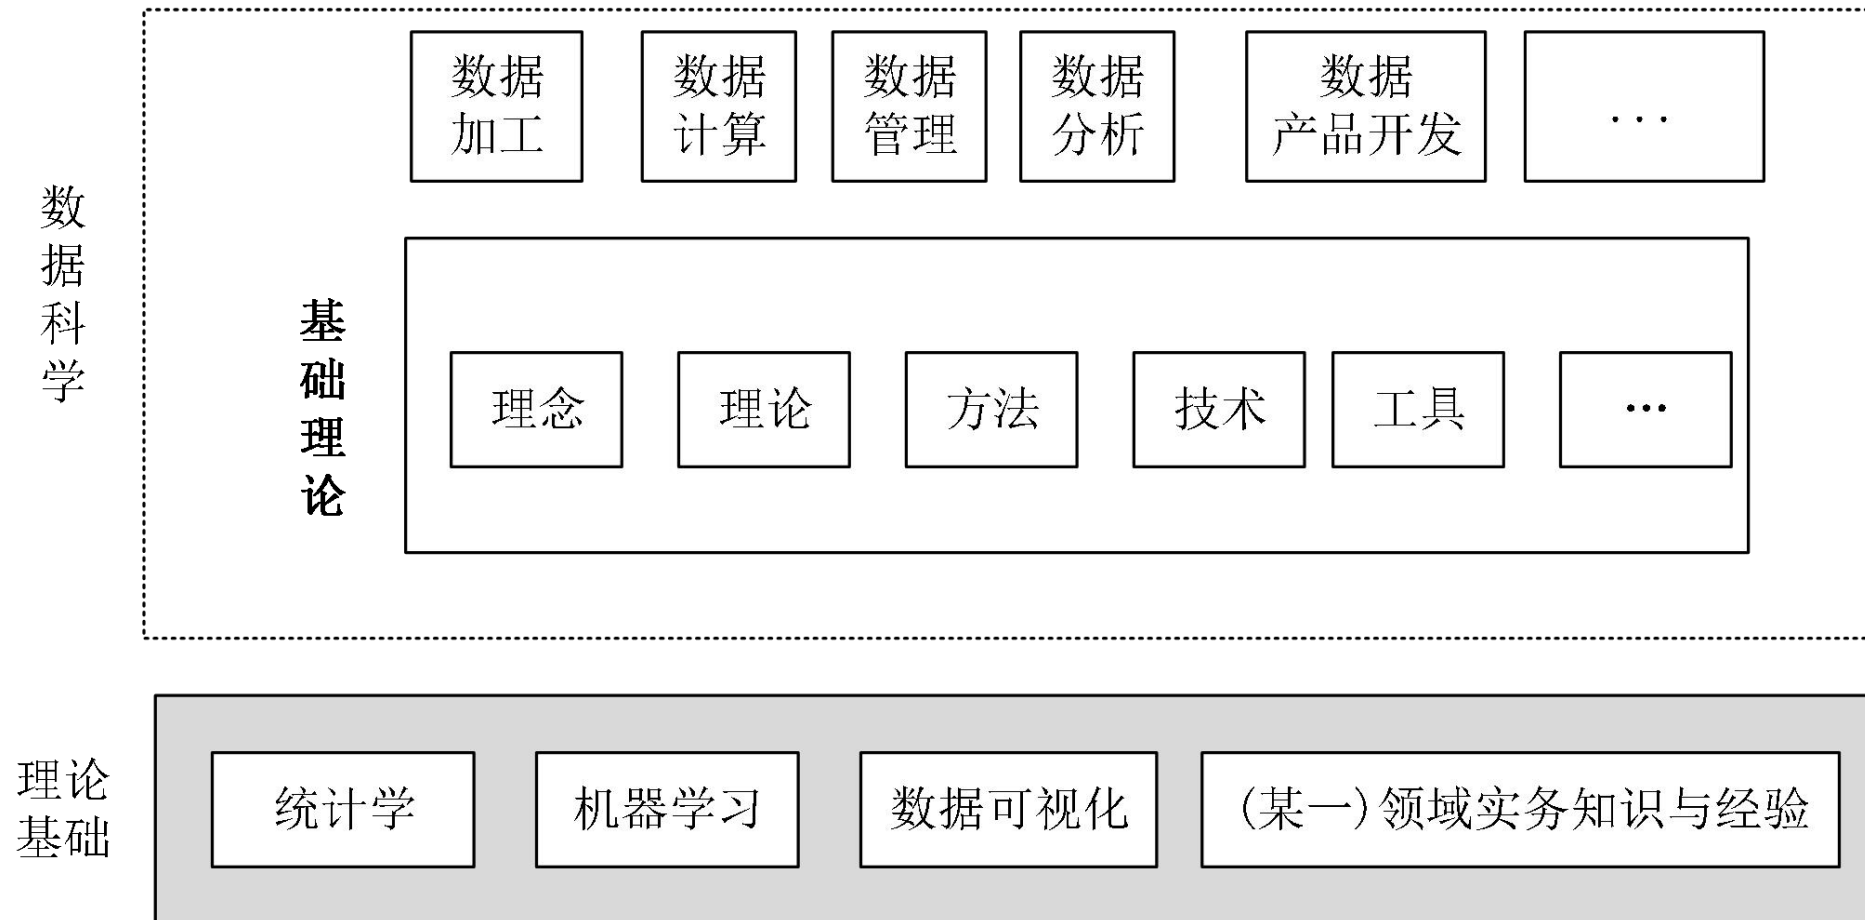 数据
加工
数据
计算
数据
管理
数据
分析
数据
产品开发
...
数
据
科
学
基
础
理
论
理念
理论
方法
技术
工具
...
理论
基础
统计学
机器学习
数据可视化
(某一)领域实务知识与经验